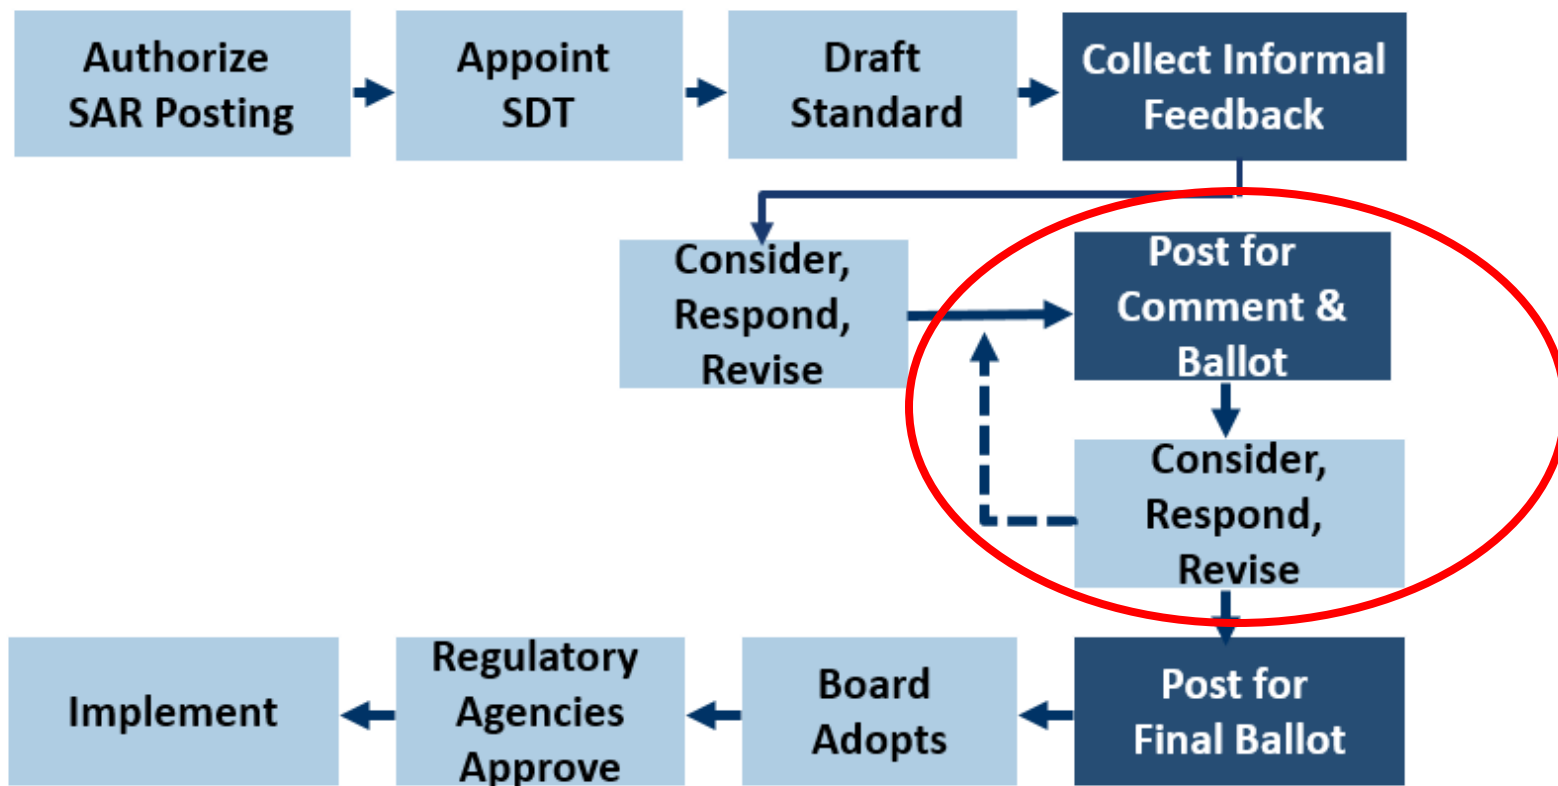 Authorize
SAR Posting
Appoint
SDT
Draft
Standard
Collect Informal
Feedback
Consider,
Respond,
Revise
Post for
Comment &
Ballot
Consider,
Respond,
Revise
Implement
Regulatory
Agencies
Approve
Board
Adopts
Post for
Final Ballot